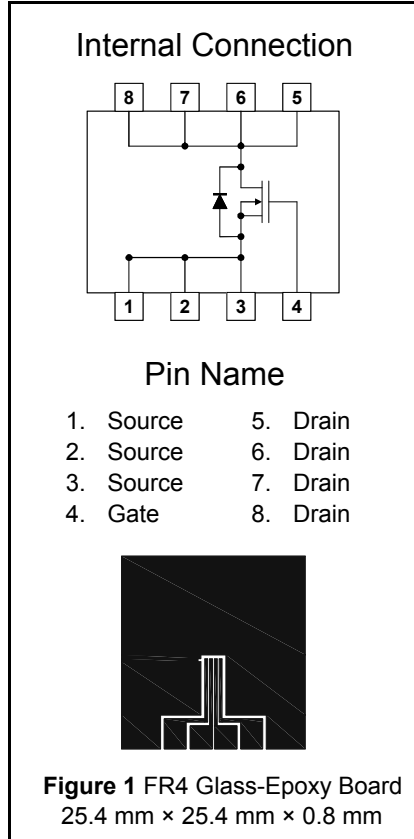 Internal Connection
8 7 6 5
1 2 3 4
Pin Name
1. Source 5. Drain
2. Source 6. Drain
3. Source 7. Drain
4. Gate 8. Drain
Figure 1 FR4 Glass-Epoxy Board
25.4 mm × 25.4 mm × 0.8 mm